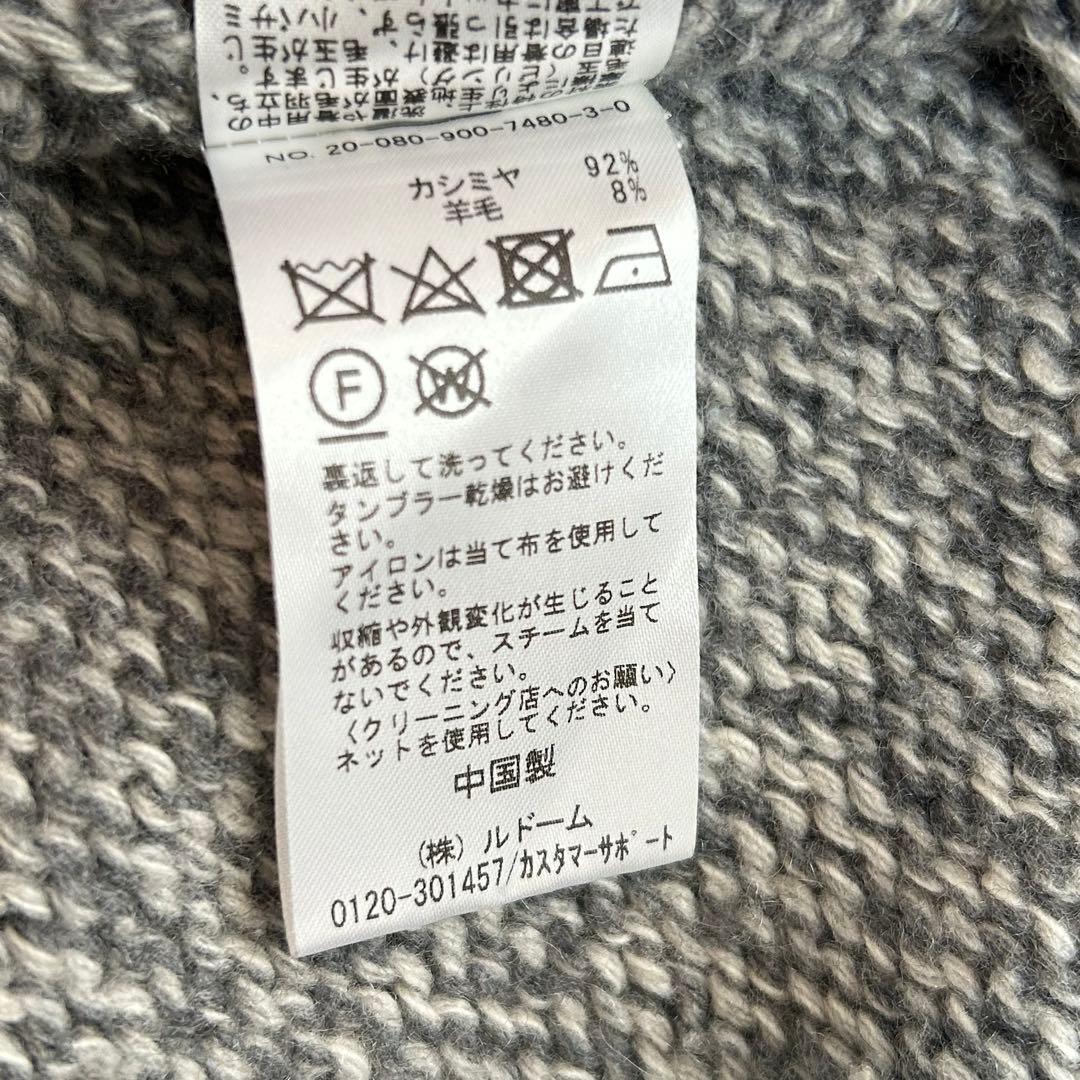 NO. 20-080-900-7480-3-0
カシミヤ 92%
羊毛 8%
F
W
裏返して洗ってください。
タンブラー乾燥はお避けくだ
さい。
アイロンは当て布を使用して
ください。
収縮や外観変化が生じること
があるので、スチームを当て
ないでください。
〈クリーニング店へのお願い〉
ネットを使用してください。
中国製
(株) ルドーム
0120-301457/カスタマーサポート